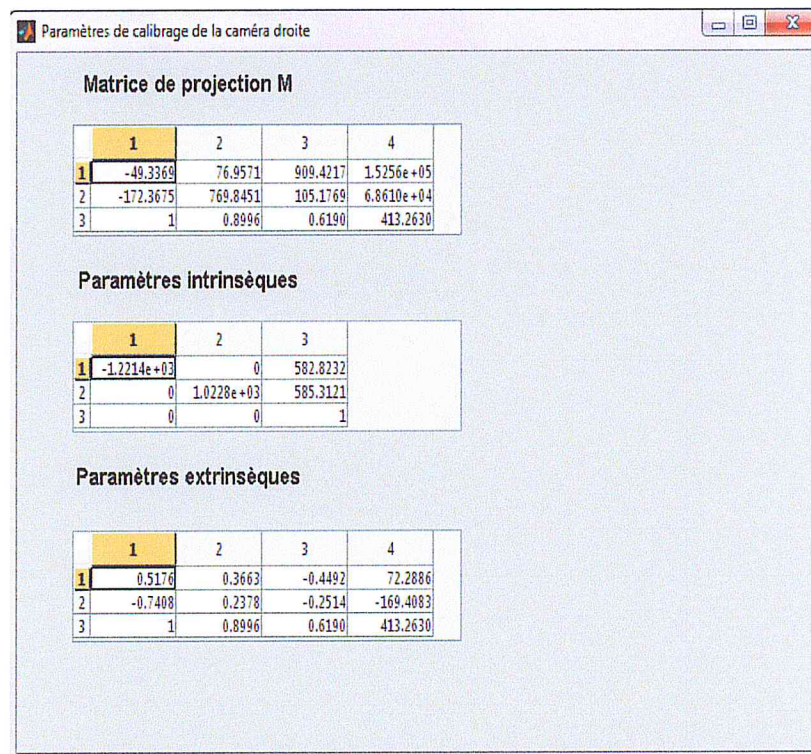 Paramètres de calibrage de la caméra droite
Matrice de projection M
1 2 3 4
1 -49.3369 76.9571 909.4217 1.5256e+05
2 -172.3675 769.8451 105.1769 6.8610e+04
3 1 0.8996 0.6190 413.2630
Paramètres intrinsèques
1 2 3
1 -1.2214e+03 0 582.8232
2 0 1.0228e+03 585.3121
3 0 0 1
Paramètres extrinsèques
1 2 3 4
1 0.5176 0.3663 -0.4492 72.2886
2 -0.7408 0.2378 -0.2514 -169.4083
3 1 0.8996 0.6190 413.2630